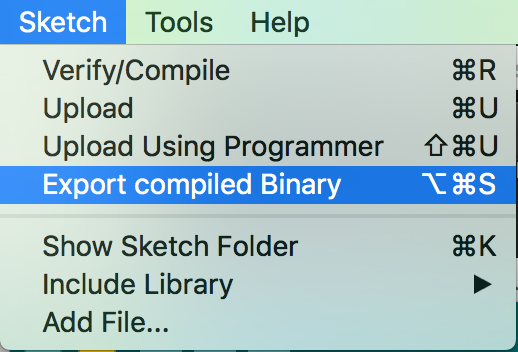 Sketch Tools Help
Verify/Compile ⌘R
Upload ⌘U
Upload Using Programmer ⇧⌘U
Export compiled Binary ⌥⌘S
Show Sketch Folder ⌘K
Include Library ▶
Add File...